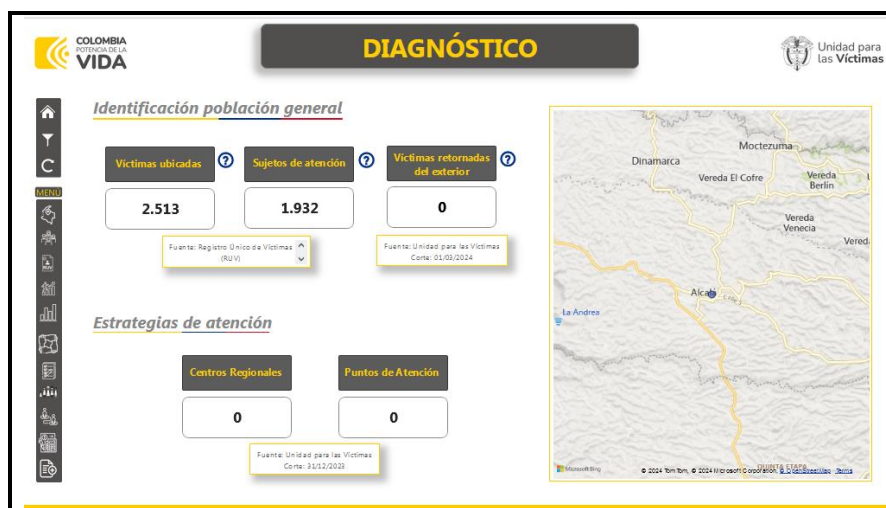 COLOMBIA
POTENCIA DE LA
VIDA
DIAGNÓSTICO
Unidad para
las Víctimas
Identificación población general
MENÚ
Víctimas ubicadas
?
Sujetos de atención
?
Víctimas retornadas
del exterior
?
2.513
1.932
0
Fuente: Registro Único de Víctimas
(RUV)
Fuente: Unidad para las Víctimas
Corte: 01/03/2024
Estrategias de atención
Centros Regionales
Puntos de Atención
0
0
Fuente: Unidad para las Víctimas
Corte: 31/12/2023
Moctezuma
Dinamarca
Vereda El Cofre
Vereda
Berlin
Vereda
Venecia
Vered
Alcalá
La Andrea
QUINTA ETAPA
Microsoft Bing
© 2024 TomTom, © 2024 Microsoft Corporation, © OpenStreetMap Terms